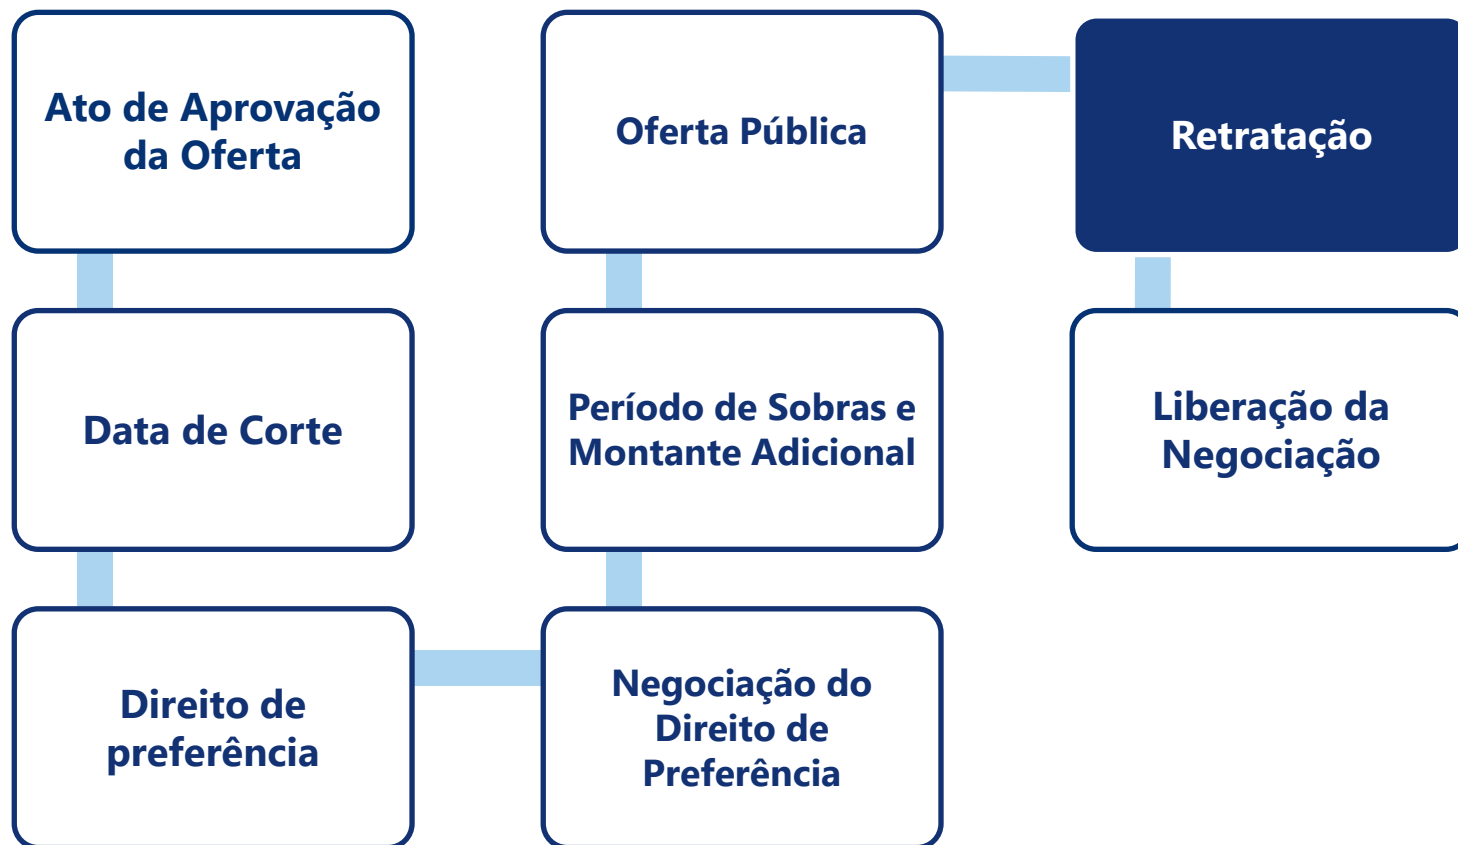 Ato de Aprovação
da Oferta
Data de Corte
Direito de
preferência
Negociação do
Direito de
Preferência
Período de Sobras e
Montante Adicional
Oferta Pública
Retratação
Liberação da
Negociação